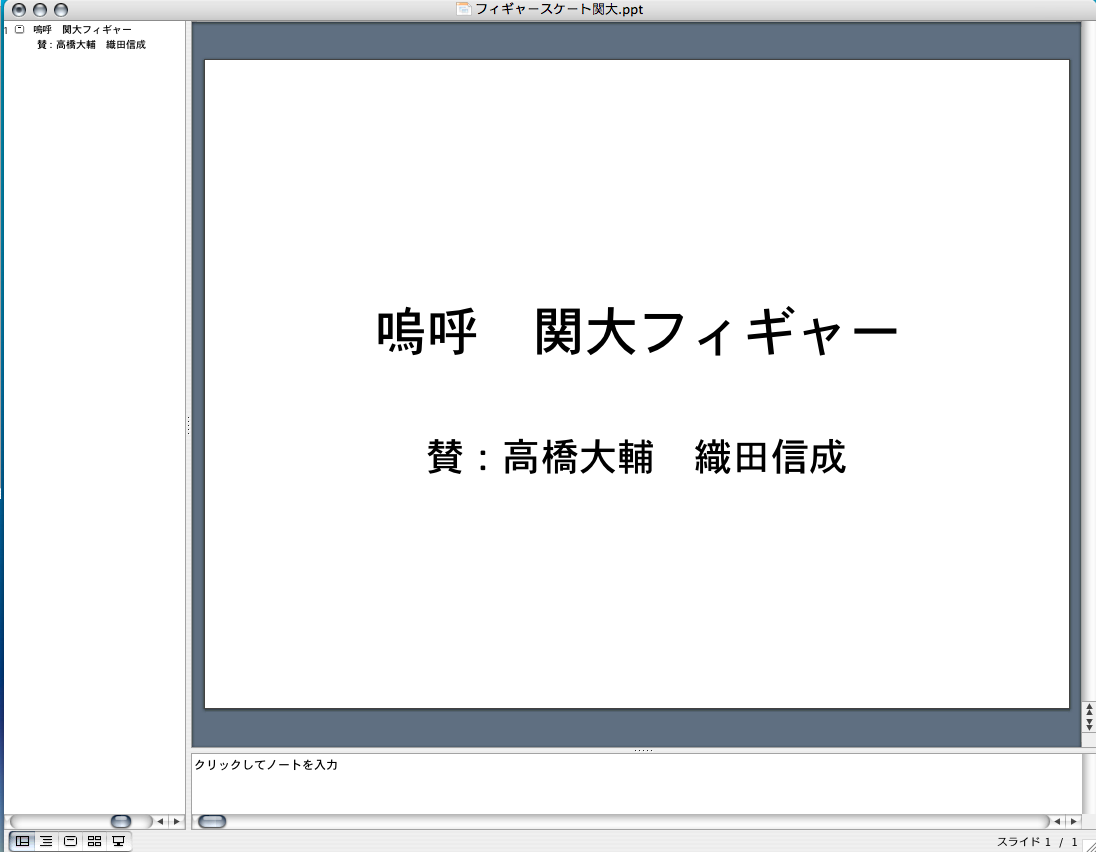 フィギャースケート関大.ppt
1 嗚呼　関大フィギャー
賛：高橋大輔　織田信成
嗚呼　関大フィギャー
賛：高橋大輔　織田信成
クリックしてノートを入力
スライド 1 / 1